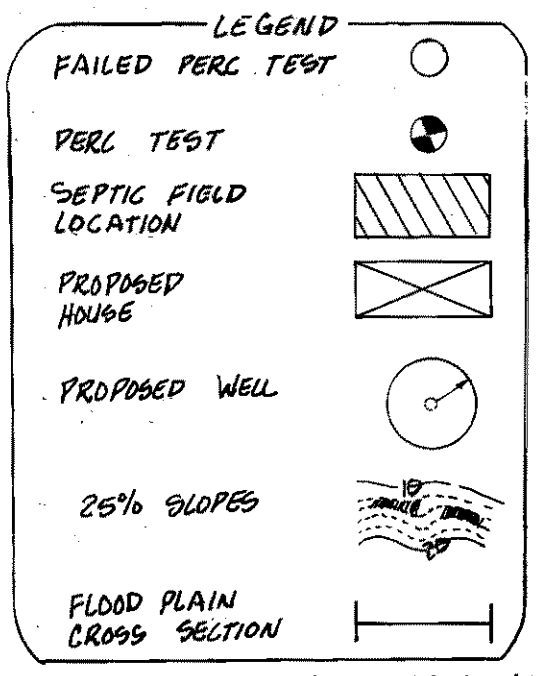 LEGEND
FAILED PERC TEST
PERC TEST
SEPTIC FIELD
LOCATION
PROPOSED
HOUSE
PROPOSED WELL
25% SLOPES
10
20
FLOOD PLAIN
CROSS SECTION